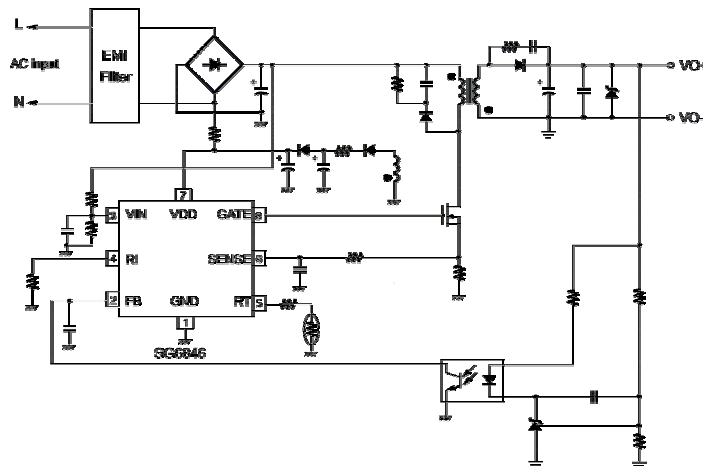 L
EMI
Filter
AC Input
N
VO+
VO-
7
3 VIN VDD GATE 8
4 RI SENSE 6
2 FB GND RT 5
1
SG6846